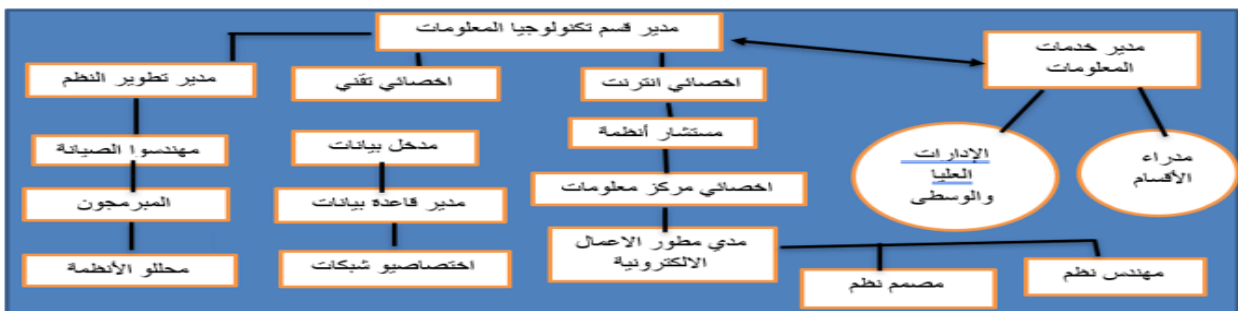 مدير قسم تكنولوجيا المعلومات
مدير خدمات
المعلومات
مدير تطوير النظم
اخصائي تقني
اخصائي انترنت
مهندسوا الصيانة
مدخل بيانات
مستشار أنظمة
الإدارات
العليا
والوسطى
مدراء
الأقسام
المبرمجون
مدير قاعدة بيانات
اخصائي مركز معلومات
محللو الأنظمة
اختصاصيو شبكات
مدي مطور الاعمال
الالكترونية
مصمم نظم
مهندس نظم